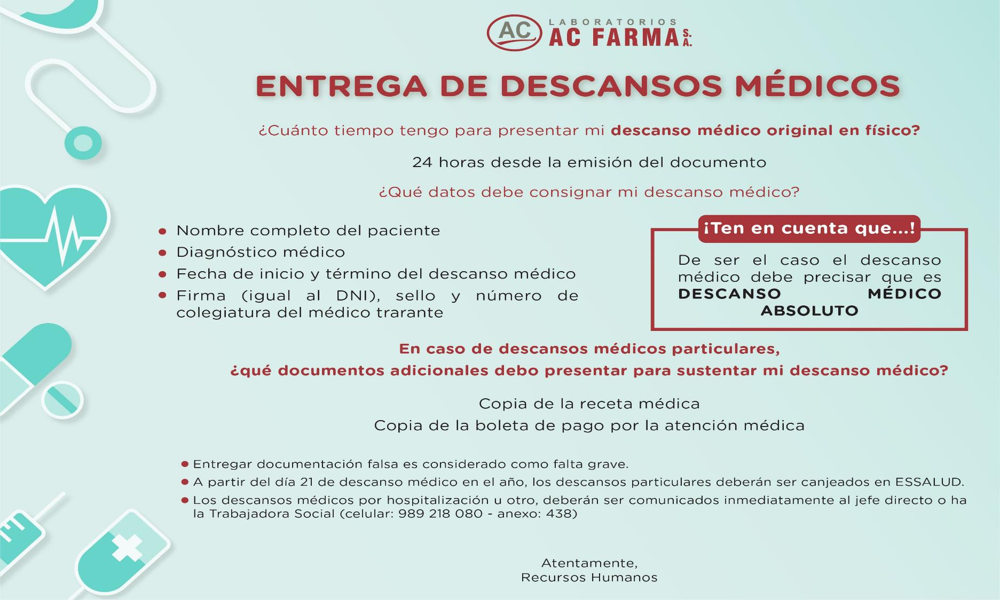 AC
LABORATORIOS
AC FARMA S.A.
ENTREGA DE DESCANSOS MÉDICOS
¿Cuánto tiempo tengo para presentar mi descanso médico original en físico?
24 horas desde la emisión del documento
¿Qué datos debe consignar mi descanso médico?
• Nombre completo del paciente
• Diagnóstico médico
• Fecha de inicio y término del descanso médico
• Firma (igual al DNI), sello y número de
colegiatura del médico trarante
¡Ten en cuenta que...!
De ser el caso el descanso
médico debe precisar que es
DESCANSO MÉDICO
ABSOLUTO
En caso de descansos médicos particulares,
¿qué documentos adicionales debo presentar para sustentar mi descanso médico?
Copia de la receta médica
Copia de la boleta de pago por la atención médica
• Entregar documentación falsa es considerado como falta grave.
• A partir del día 21 de descanso médico en el año, los descansos particulares deberán ser canjeados en ESSALUD.
• Los descansos médicos por hospitalización u otro, deberán ser comunicados inmediatamente al jefe directo o ha
la Trabajadora Social (celular: 989 218 080 - anexo: 438)
Atentamente,
Recursos Humanos